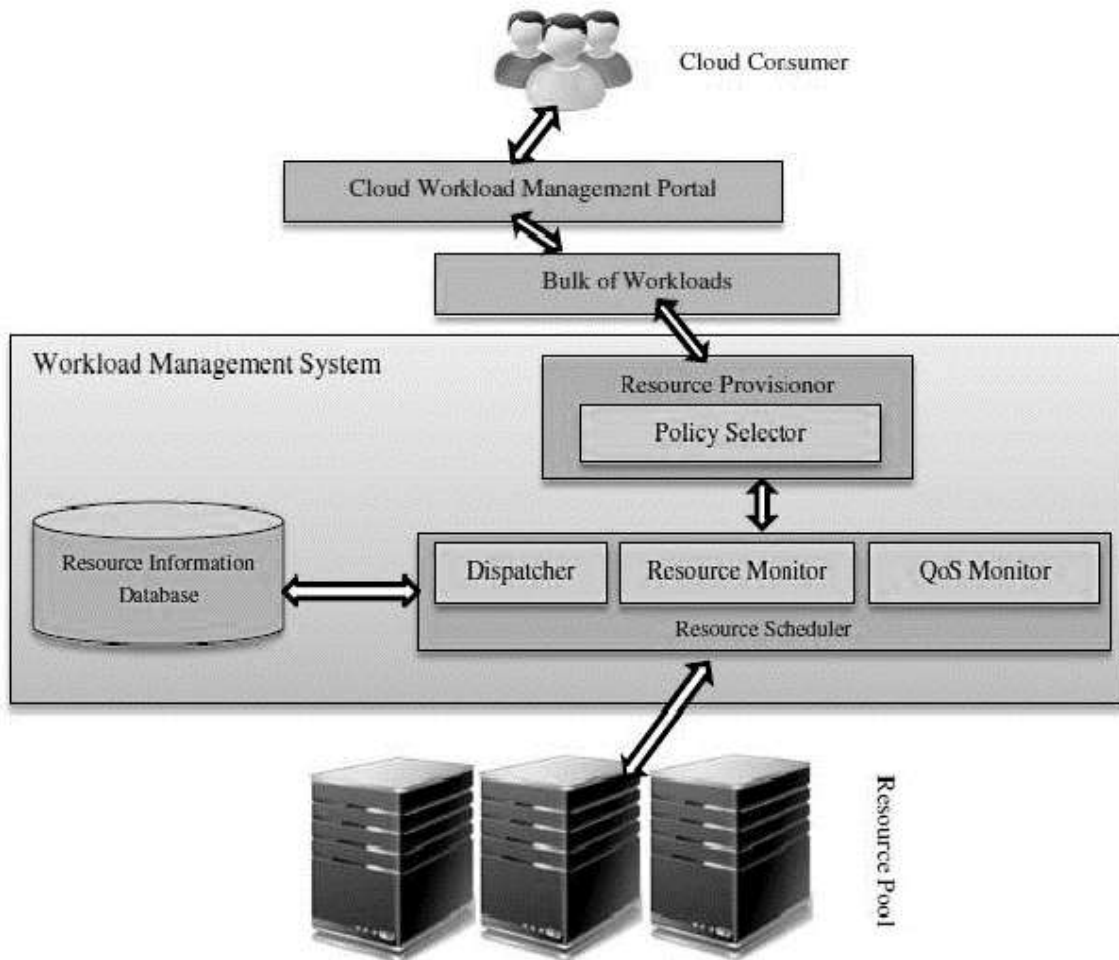 Cloud Consumer
Cloud Workload Management Portal
Bulk of Workloads
Workload Management System
Resource Provisionor
Policy Selector
Resource Information
Database
Dispatcher
Resource Monitor
QoS Monitor
Resource Scheduler
Resource Pool